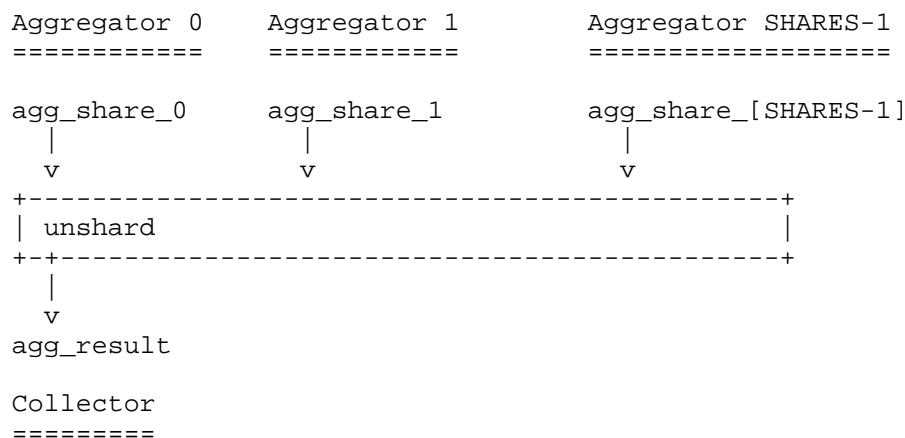 Aggregator 0    Aggregator 1        Aggregator SHARES-1
============    ============        ===================

agg_share_0     agg_share_1         agg_share_[SHARES-1]
  |               |                   |
  v               v                   v
+-----------------------------------------------+
| unshard                                       |
+-+---------------------------------------------+
  |
  v
agg_result

Collector
=========